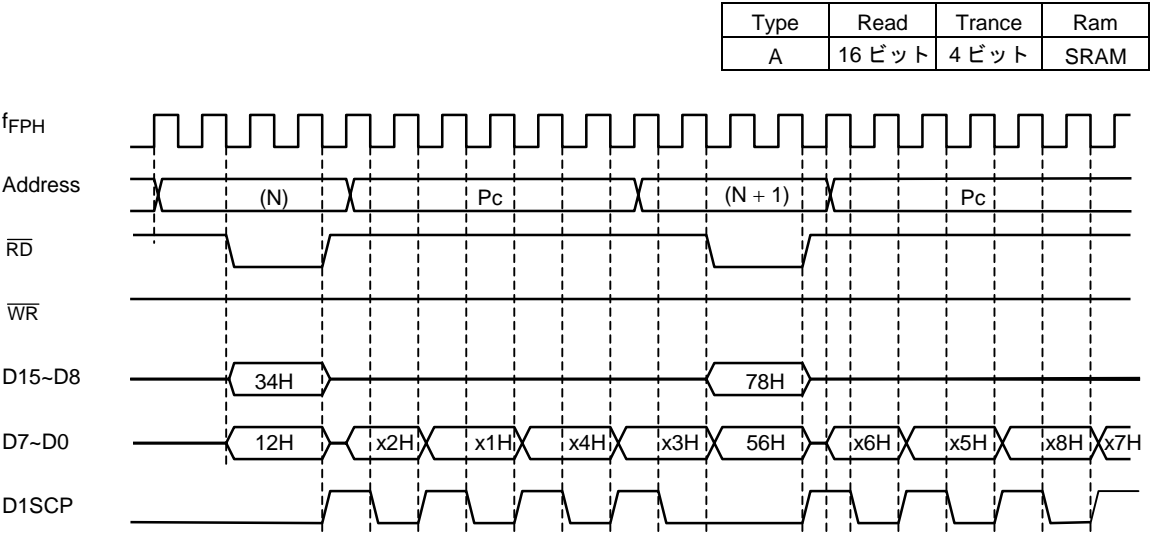 Type Read Trance Ram
A 16 ビット 4 ビット SRAM
fFPH
Address (N) Pc (N + 1) Pc
RD
WR
D15~D8 34H 78H
D7~D0 12H x2H x1H x4H x3H 56H x6H x5H x8H x7H
D1SCP